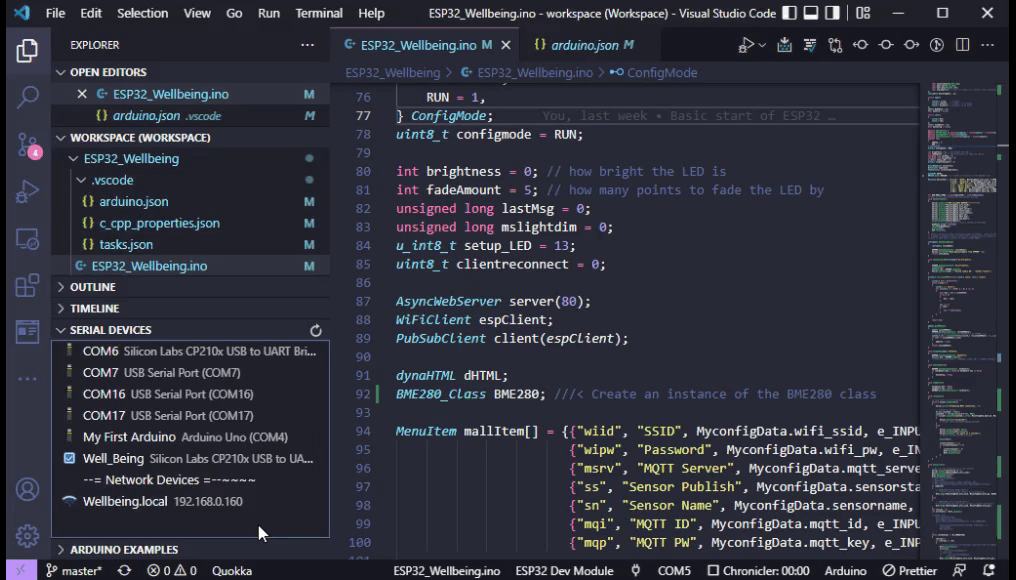 File Edit Selection View Go Run Terminal Help ESP32_Wellbeing.ino - workspace (Workspace) - Visual Studio Code
EXPLORER
OPEN EDITORS
ESP32_Wellbeing.ino M
{} arduino.json .vscode M
WORKSPACE (WORKSPACE)
ESP32_Wellbeing
.vscode
{} arduino.json M
{} c_cpp_properties.json M
{} tasks.json M
ESP32_Wellbeing.ino M
OUTLINE
TIMELINE
SERIAL DEVICES
COM6 Silicon Labs CP210x USB to UART Bri...
COM7 USB Serial Port (COM7)
COM16 USB Serial Port (COM16)
COM17 USB Serial Port (COM17)
My First Arduino Arduino Uno (COM4)
Well_Being Silicon Labs CP210x USB to UA...
--= Network Devices =--~~~~
Wellbeing.local 192.168.0.160
ARDUINO EXAMPLES
4
ESP32_Wellbeing.ino M {} arduino.json M
ESP32_Wellbeing > ESP32_Wellbeing.ino > ConfigMode
76 RUN = 1,
77 } ConfigMode; You, last week • Basic start of ESP32 …
78 uint8_t configmode = RUN;
79
80 int brightness = 0; // how bright the LED is
81 int fadeAmount = 5; // how many points to fade the LED by
82 unsigned long lastMsg = 0;
83 unsigned long mslightdim = 0;
84 u_int8_t setup_LED = 13;
85 uint8_t clientreconnect = 0;
86
87 AsyncWebServer server(80);
88 WiFiClient espClient;
89 PubSubClient client(espClient);
90
91 dynaHTML dHTML;
92 BME280_Class BME280; ///< Create an instance of the BME280 class
93
94 MenuItem mallItem[] = {{"wiid", "SSID", MyconfigData.wifi_ssid, e_INPU
95 {"wipw", "Password", MyconfigData.wifi_pw, e_IN
96 {"msrv", "MQTT Server", MyconfigData.mqtt_serve
97 {"ss", "Sensor Publish", MyconfigData.sensorsta
98 {"sn", "Sensor Name", MyconfigData.sensorname,
99 {"mqi", "MQTT ID", MyconfigData.mqtt_id, e_INPU
100 {"mqp", "MQTT PW", MyconfigData.mqtt_key, e_INP
master* 0 0 Quokka ESP32_Wellbeing.ino ESP32 Dev Module COM5 Chronicler: 00:00 Arduino Prettier